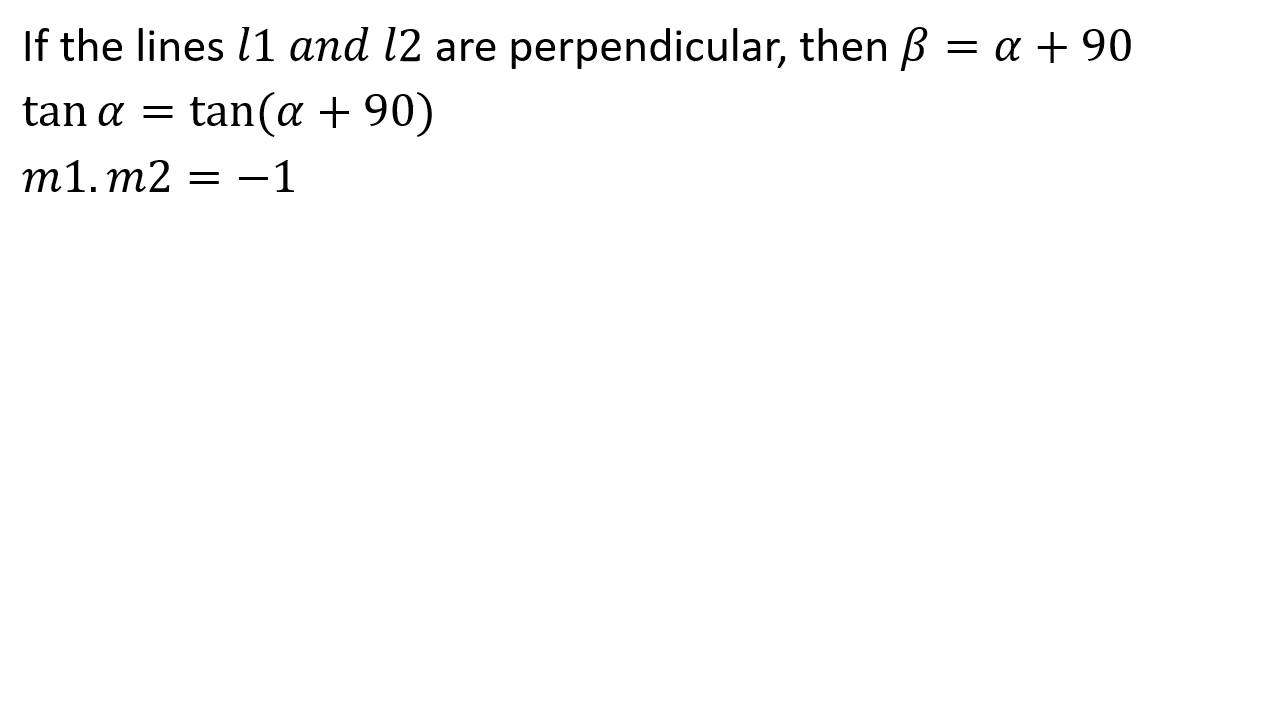 If the lines 𝑙1 𝑎𝑛𝑑 𝑙2 are perpendicular, then 𝛽 = 𝛼 + 90
tan 𝛼 = tan(𝛼 + 90)
𝑚1. 𝑚2 = −1